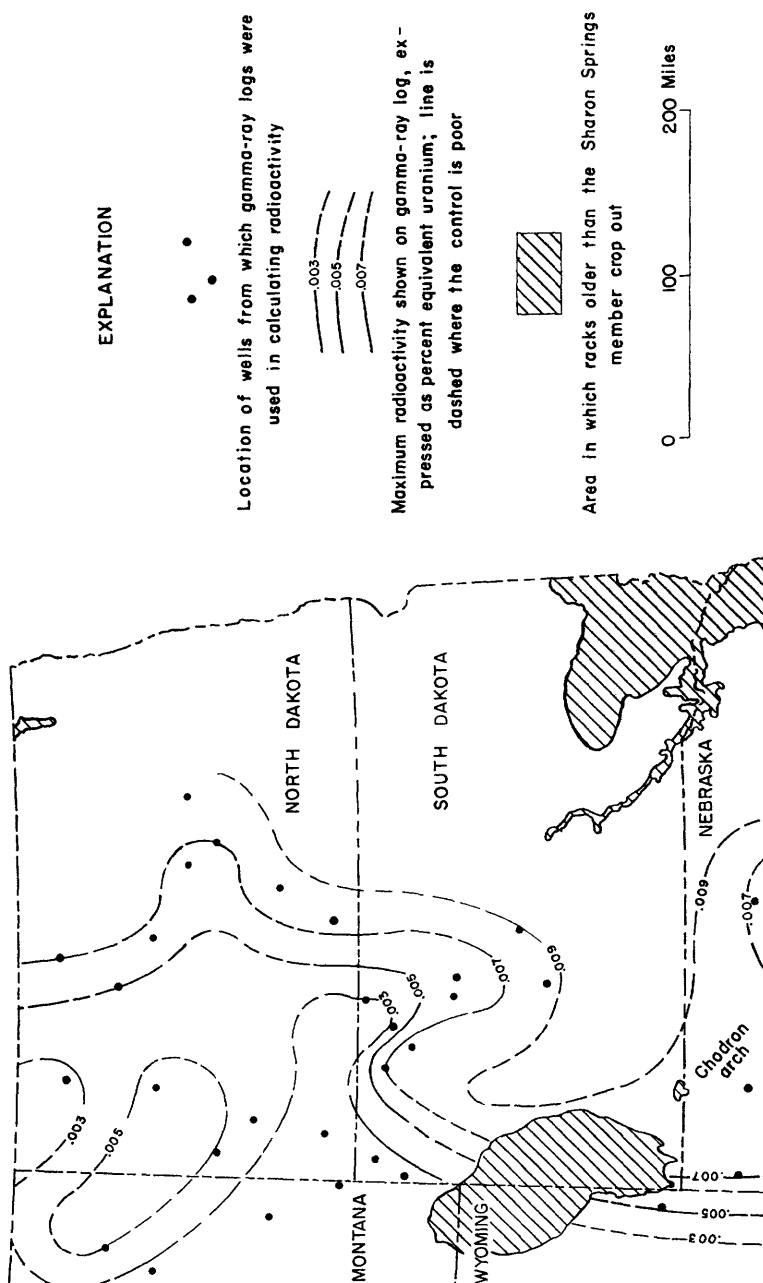 EXPLANATION
Location of wells from which gamma-ray logs were
used in calculating radioactivity
.003
.005
.007
Maximum radioactivity shown on gamma-ray log, ex-
pressed as percent equivalent uranium; line is
dashed where the control is poor
Area in which racks older than the Sharon Springs
member crop out
0 100 200 Miles
NORTH DAKOTA
SOUTH DAKOTA
NEBRASKA
MONTANA
WYOMING
Chadron
arch
.003
.005
.003
.005
.007
.009
.009
.007
.007
.005
.003